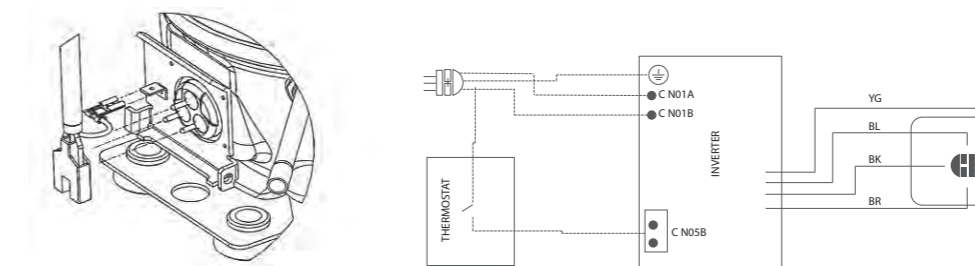 C N01A
C N01B
THERMOSTAT
C N05B
INVERTER
YG
BL
BK
BR